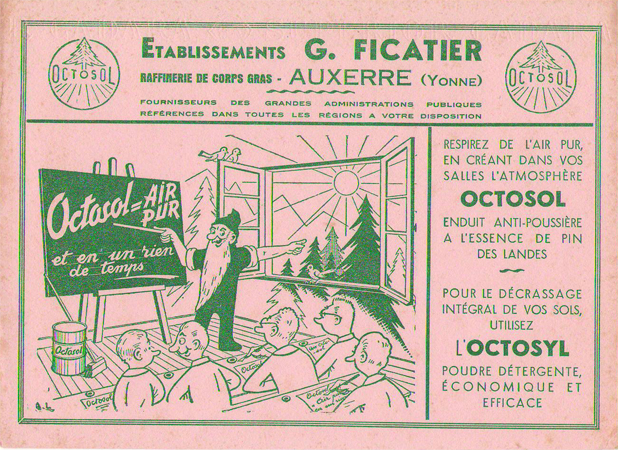 OCTOSOL
ETABLISSEMENTS G. FICATIER
RAFFINERIE DE CORPS GRAS - AUXERRE (YONNE)
FOURNISSEURS DES GRANDES ADMINISTRATIONS PUBLIQUES
RÉFÉRENCES DANS TOUTES LES RÉGIONS A VOTRE DISPOSITION
OCTOSOL
Octosol = AIR
PUR
et en un rien
de temps
Octosol
Octosol
Octosol
RESPIREZ DE L'AIR PUR,
EN CRÉANT DANS VOS
SALLES L'ATMOSPHÈRE
OCTOSOL
ENDUIT ANTI-POUSSIÈRE
A L'ESSENCE DE PIN
DES LANDES
POUR LE DÉCRASSAGE
INTÉGRAL DE VOS SOLS,
UTILISEZ
L'OCTOSYL
POUDRE DÉTERGENTE,
ÉCONOMIQUE ET
EFFICACE